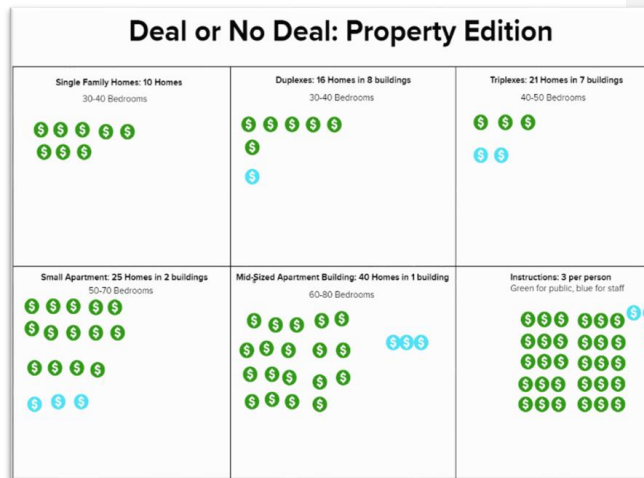 Deal or No Deal: Property Edition
Single Family Homes: 10 Homes
30-40 Bedrooms
Duplexes: 16 Homes in 8 buildings
30-40 Bedrooms
Triplexes: 21 Homes in 7 buildings
40-50 Bedrooms
Small Apartment: 25 Homes in 2 buildings
50-70 Bedrooms
Mid-Sized Apartment Building: 40 Homes in 1 building
60-80 Bedrooms
Instructions: 3 per person
Green for public, blue for staff